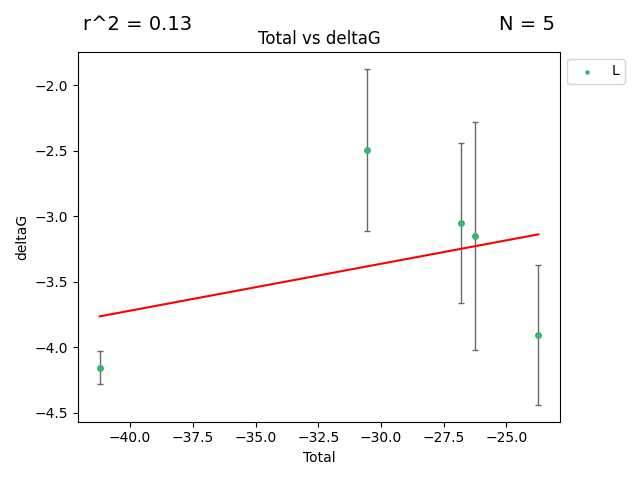 r^2 = 0.13
N = 5
Total vs deltaG
L
−2.0
−2.5
−3.0
−3.5
−4.0
−4.5
deltaG
−40.0 −37.5 −35.0 −32.5 −30.0 −27.5 −25.0
Total